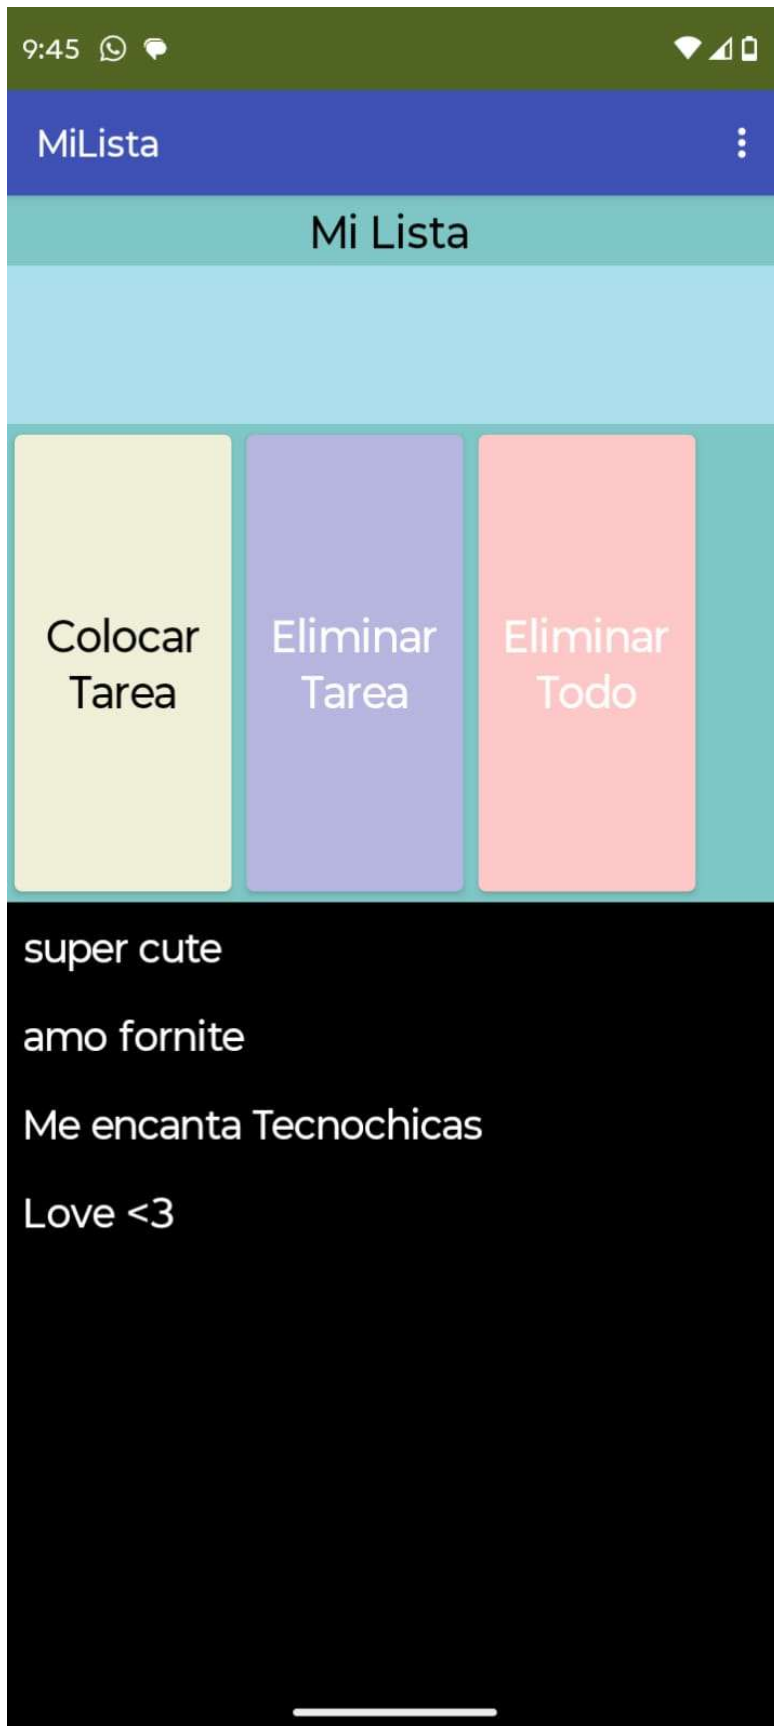 9:45
MiLista
Mi Lista
Colocar
Tarea
Eliminar
Tarea
Eliminar
Todo
super cute
amo fornite
Me encanta Tecnochicas
Love <3